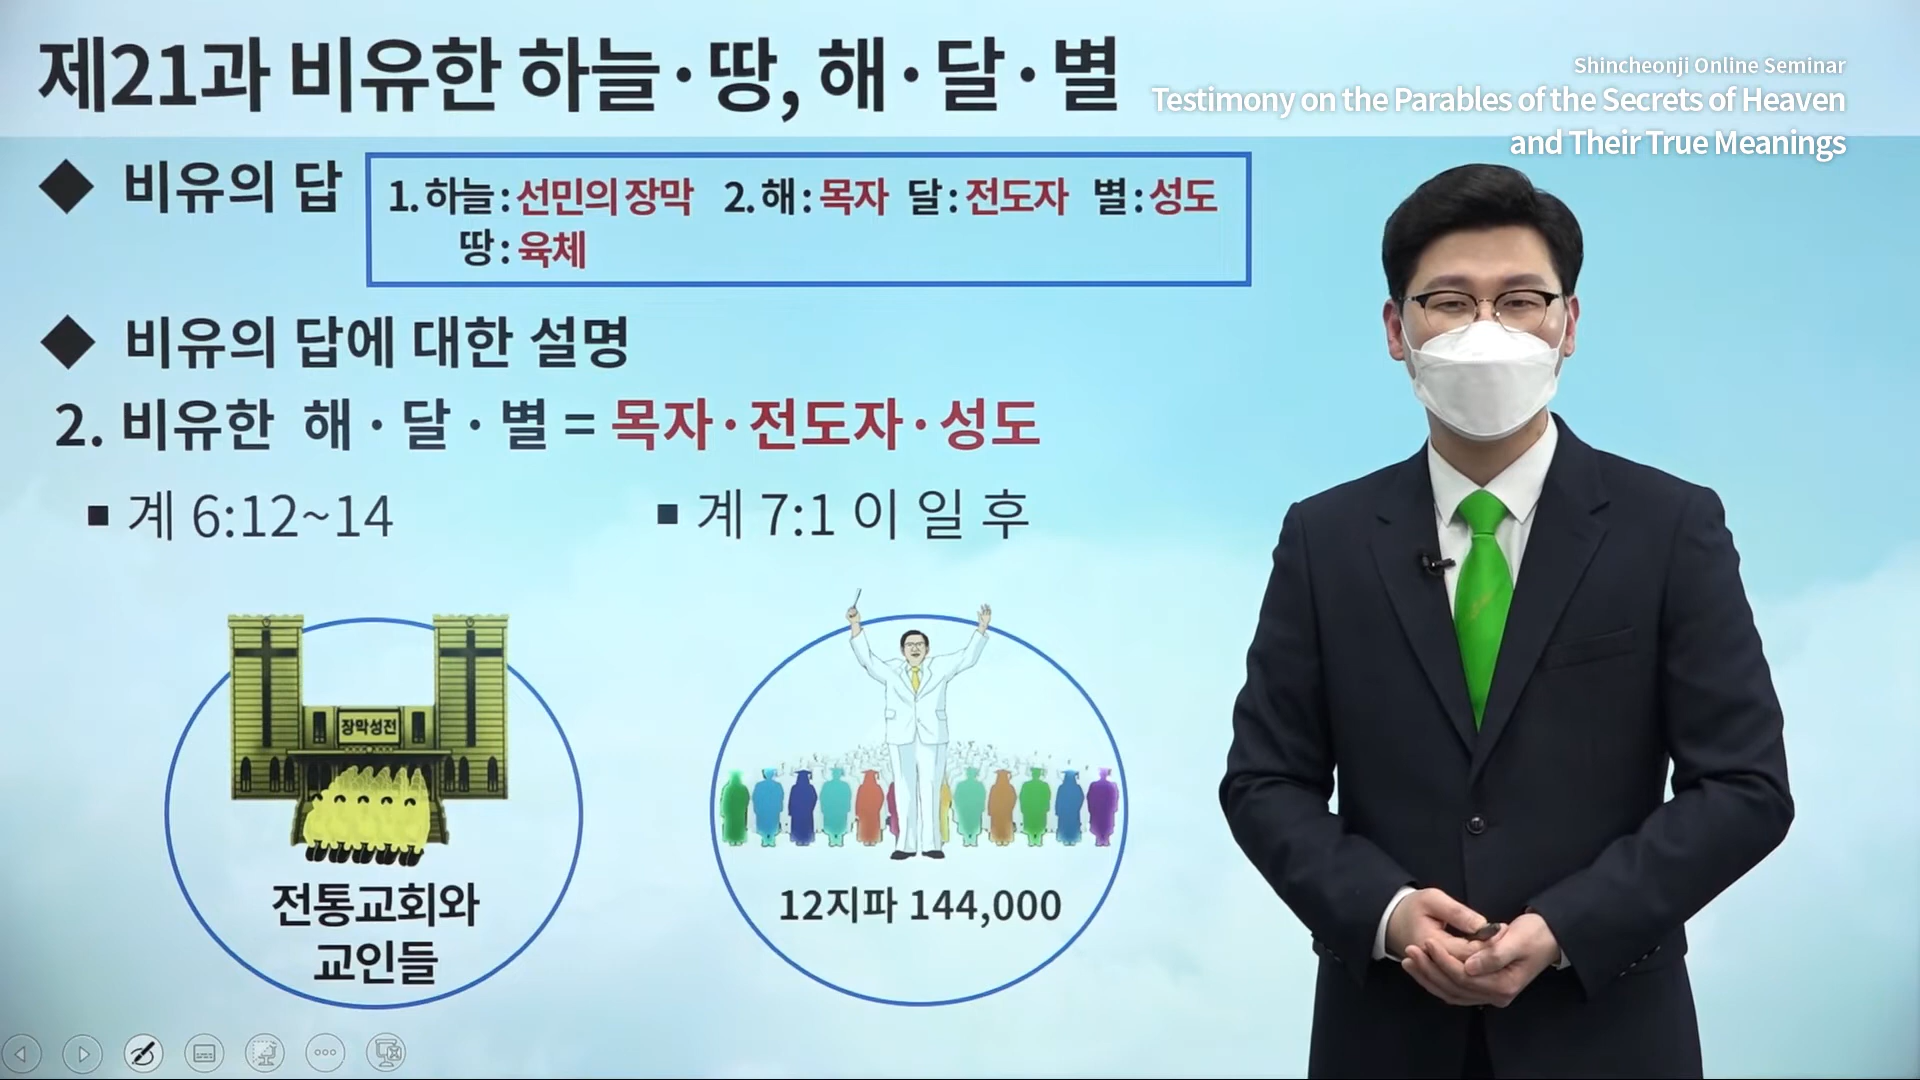 제21과 비유한 하늘·땅, 해·달·별
Shincheonji Online Seminar
Testimony on the Parables of the Secrets of Heaven
and Their True Meanings
◆ 비유의 답
1. 하늘 : 선민의 장막 2. 해 : 목자 달 : 전도자 별 : 성도
땅 : 육체
◆ 비유의 답에 대한 설명
2. 비유한 해 · 달 · 별 = 목자·전도자·성도
▪ 계 6:12~14
▪ 계 7:1 이 일 후
장막성전
전통교회와
교인들
12지파 144,000